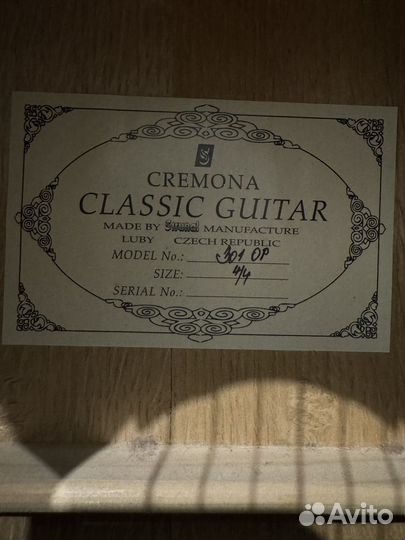 CREMONA
CLASSIC GUITAR
MADE BY Strunal MANUFACTURE
LUBY CZECH REPUBLIC
MODEL No.: 301 OP
SIZE: 4/4
SERIAL No.:
Avito